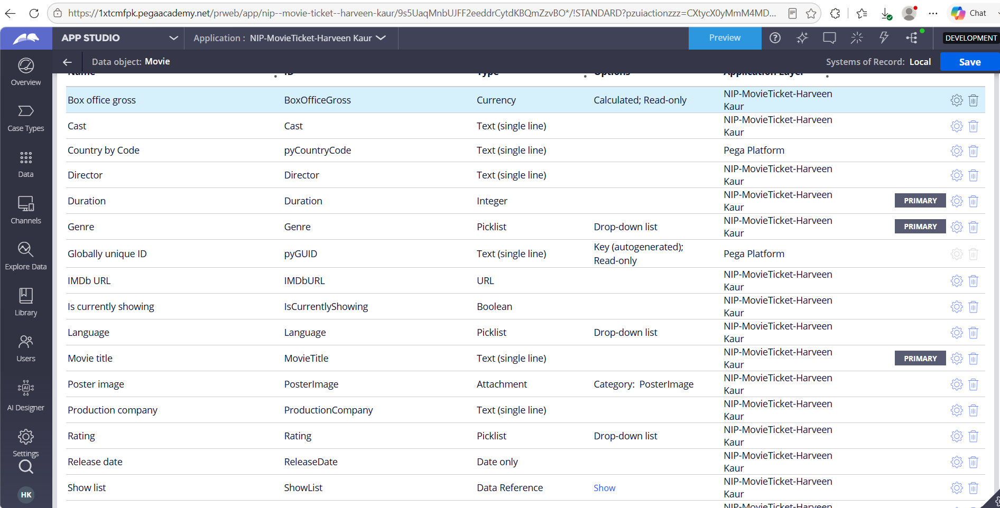 https://1xtcmfpk.pegaacademy.net/prweb/app/nip--movie-ticket--harveen-kaur/9s5UaqMnbUJFF2eeddrCytdKBQmZzvBO*/!STANDARD?pzuiactionzzz=CXtycX0yMmM4MD...
Chat
APP STUDIO
Application : NIP-MovieTicket-Harveen Kaur
Preview
DEVELOPMENT
Data object: Movie
Systems of Record: Local
Save
Overview
Case Types
Data
Channels
Explore Data
Library
Users
AI
AI Designer
Settings
HK
Name ID Type Options Application Layer
Box office gross BoxOfficeGross Currency Calculated; Read-only NIP-MovieTicket-Harveen
Kaur
Cast Cast Text (single line) NIP-MovieTicket-Harveen
Kaur
Country by Code pyCountryCode Text (single line) Pega Platform
Director Director Text (single line) NIP-MovieTicket-Harveen
Kaur
Duration Duration Integer NIP-MovieTicket-Harveen
Kaur PRIMARY
Genre Genre Picklist Drop-down list NIP-MovieTicket-Harveen
Kaur PRIMARY
Globally unique ID pyGUID Text (single line) Key (autogenerated);
Read-only Pega Platform
IMDb URL IMDbURL URL NIP-MovieTicket-Harveen
Kaur
Is currently showing IsCurrentlyShowing Boolean NIP-MovieTicket-Harveen
Kaur
Language Language Picklist Drop-down list NIP-MovieTicket-Harveen
Kaur
Movie title MovieTitle Text (single line) NIP-MovieTicket-Harveen
Kaur PRIMARY
Poster image PosterImage Attachment Category: PosterImage NIP-MovieTicket-Harveen
Kaur
Production company ProductionCompany Text (single line) NIP-MovieTicket-Harveen
Kaur
Rating Rating Picklist Drop-down list NIP-MovieTicket-Harveen
Kaur
Release date ReleaseDate Date only NIP-MovieTicket-Harveen
Kaur
Show list ShowList Data Reference Show NIP-MovieTicket-Harveen
Kaur
NIP-MovieTicket-Harveen